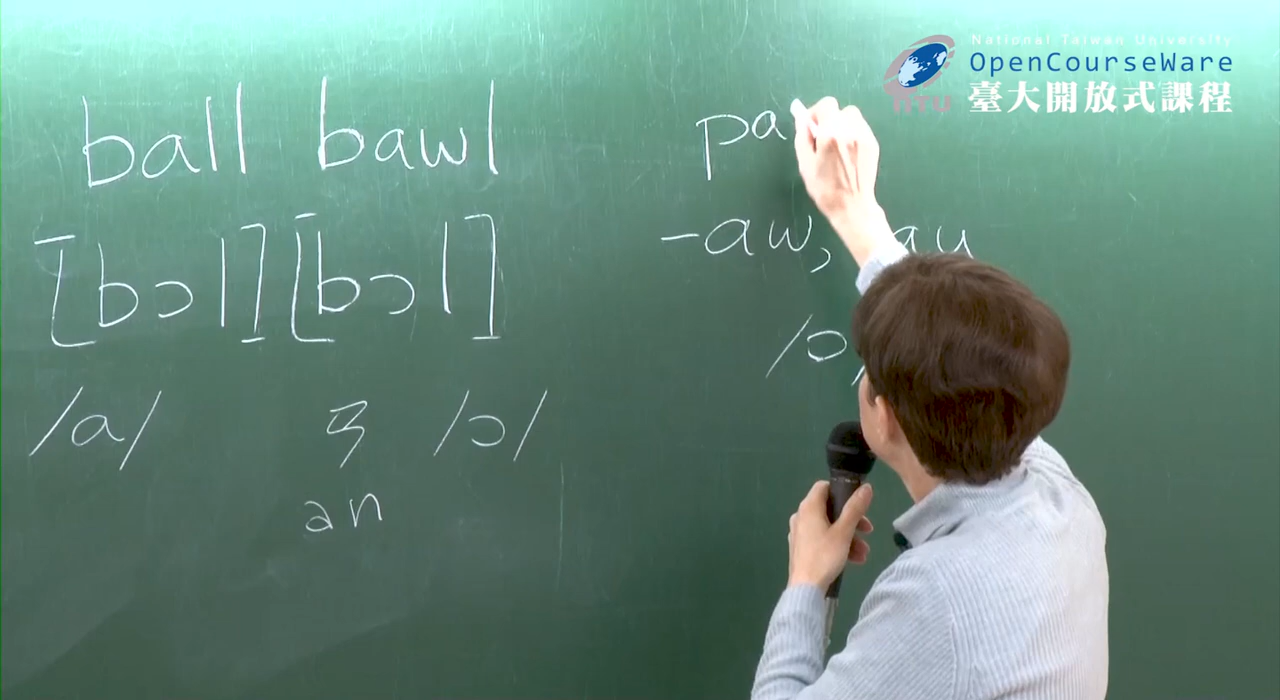 National Taiwan University
OpenCourseWare
臺大開放式課程
NTU
ball bawl
[bɔl] [bɔl]
/a/ ㄢ /ɔ/
an
pa
-aw, au
/ɔ/